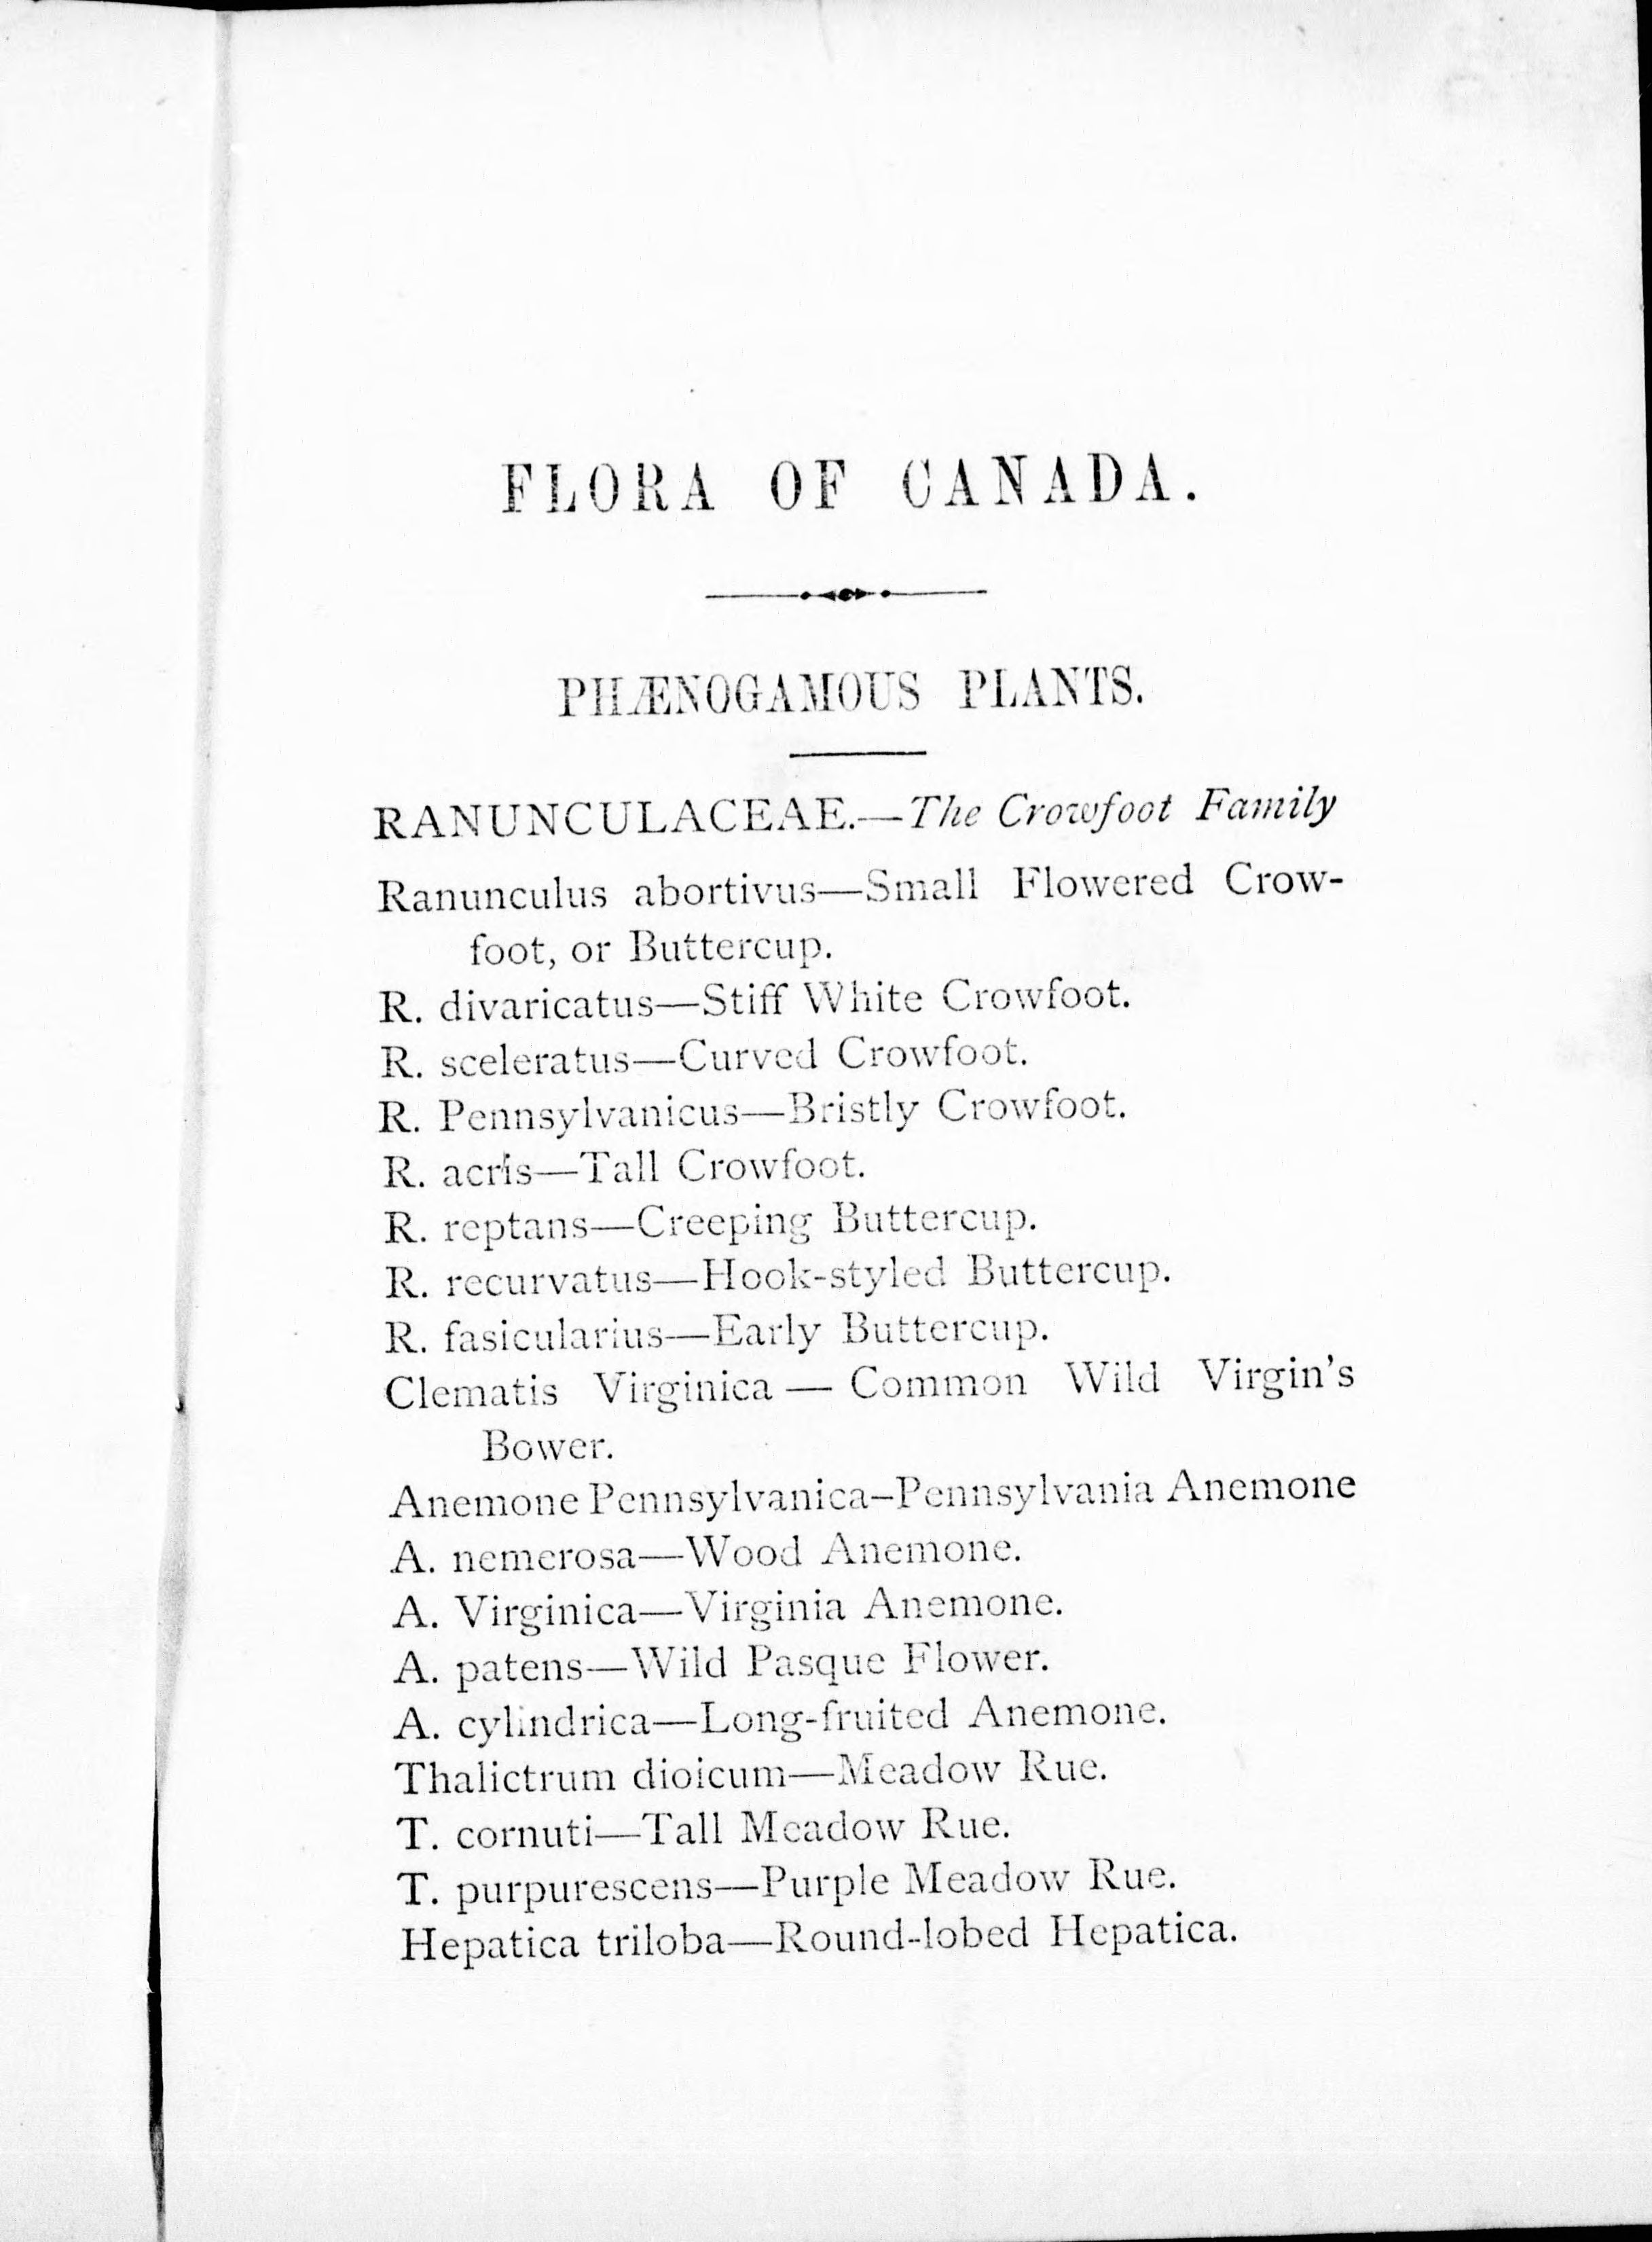 FLORA OF CANADA.
PHÆNOGAMOUS PLANTS.
RANUNCULACEAE.—The Crowfoot Family
Ranunculus abortivus—Small Flowered Crow-
foot, or Buttercup.
R. divaricatus—Stiff White Crowfoot.
R. sceleratus—Curved Crowfoot.
R. Pennsylvanicus—Bristly Crowfoot.
R. acris—Tall Crowfoot.
R. reptans—Creeping Buttercup.
R. recurvatus—Hook-styled Buttercup.
R. fasicularius—Early Buttercup.
Clematis Virginica — Common Wild Virgin's
Bower.
Anemone Pennsylvanica–Pennsylvania Anemone
A. nemerosa—Wood Anemone.
A. Virginica—Virginia Anemone.
A. patens—Wild Pasque Flower.
A. cylindrica—Long-fruited Anemone.
Thalictrum dioicum—Meadow Rue.
T. cornuti—Tall Meadow Rue.
T. purpurescens—Purple Meadow Rue.
Hepatica triloba—Round-lobed Hepatica.